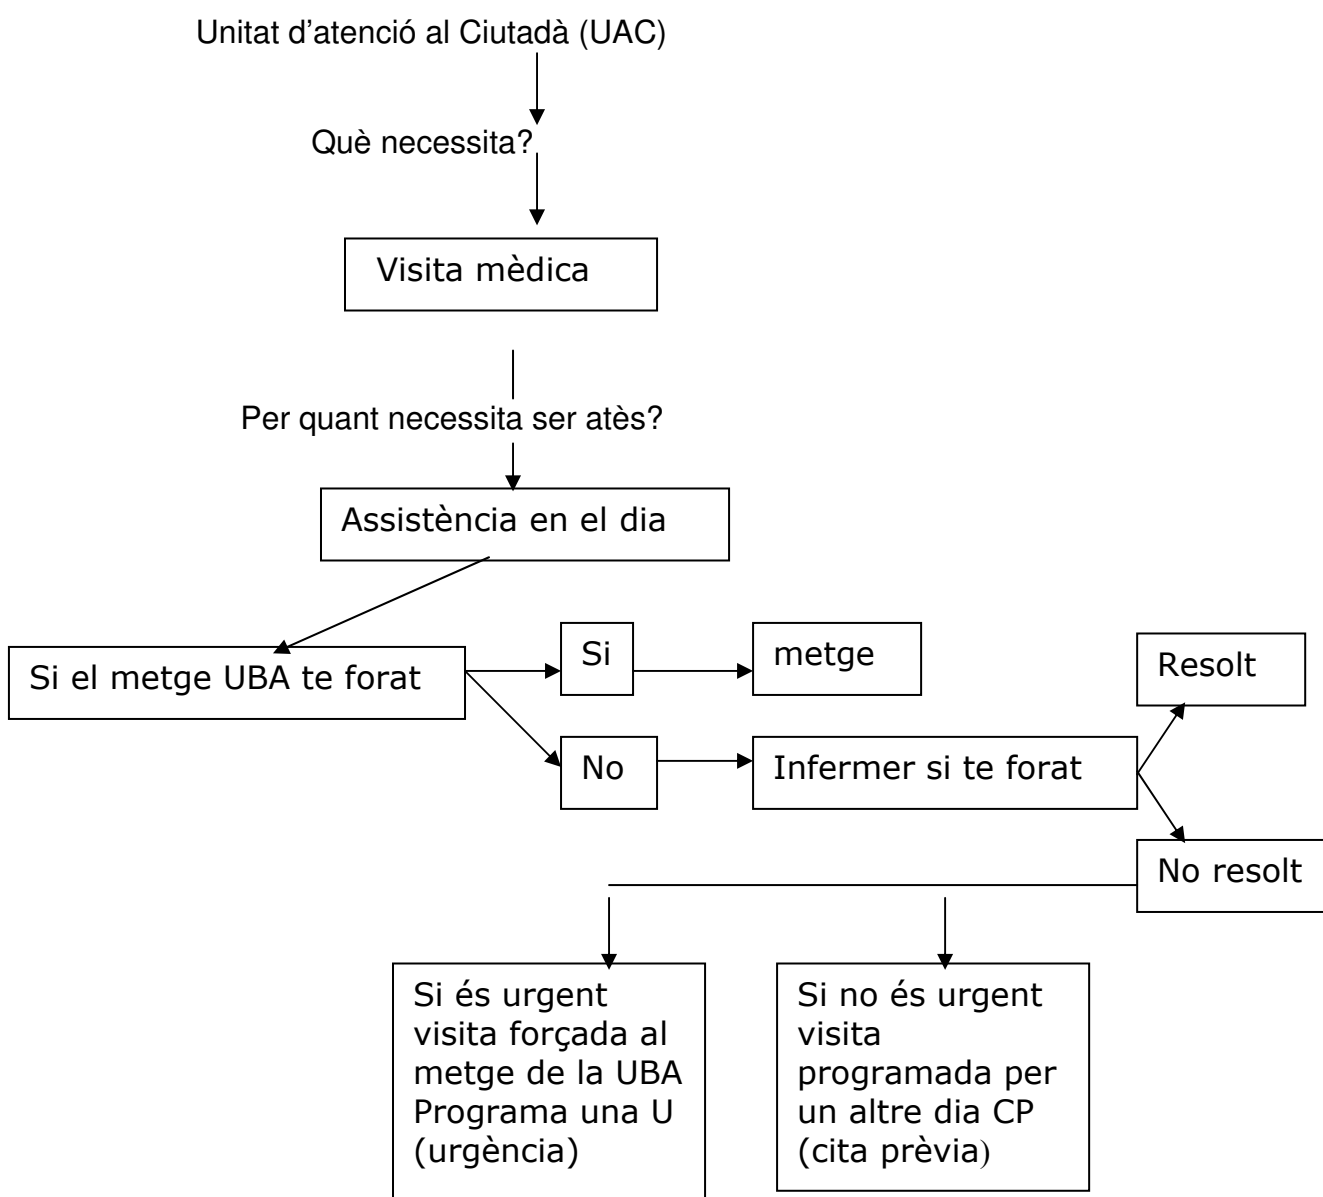 Unitat d’atenció al Ciutadà (UAC)
Què necessita?
Visita mèdica
Per quant necessita ser atès?
Assistència en el dia
Si el metge UBA te forat
Si
metge
Resolt
No
Infermer si te forat
No resolt
Si és urgent
visita forçada al
metge de la UBA
Programa una U
(urgència)
Si no és urgent
visita
programada per
un altre dia CP
(cita prèvia)